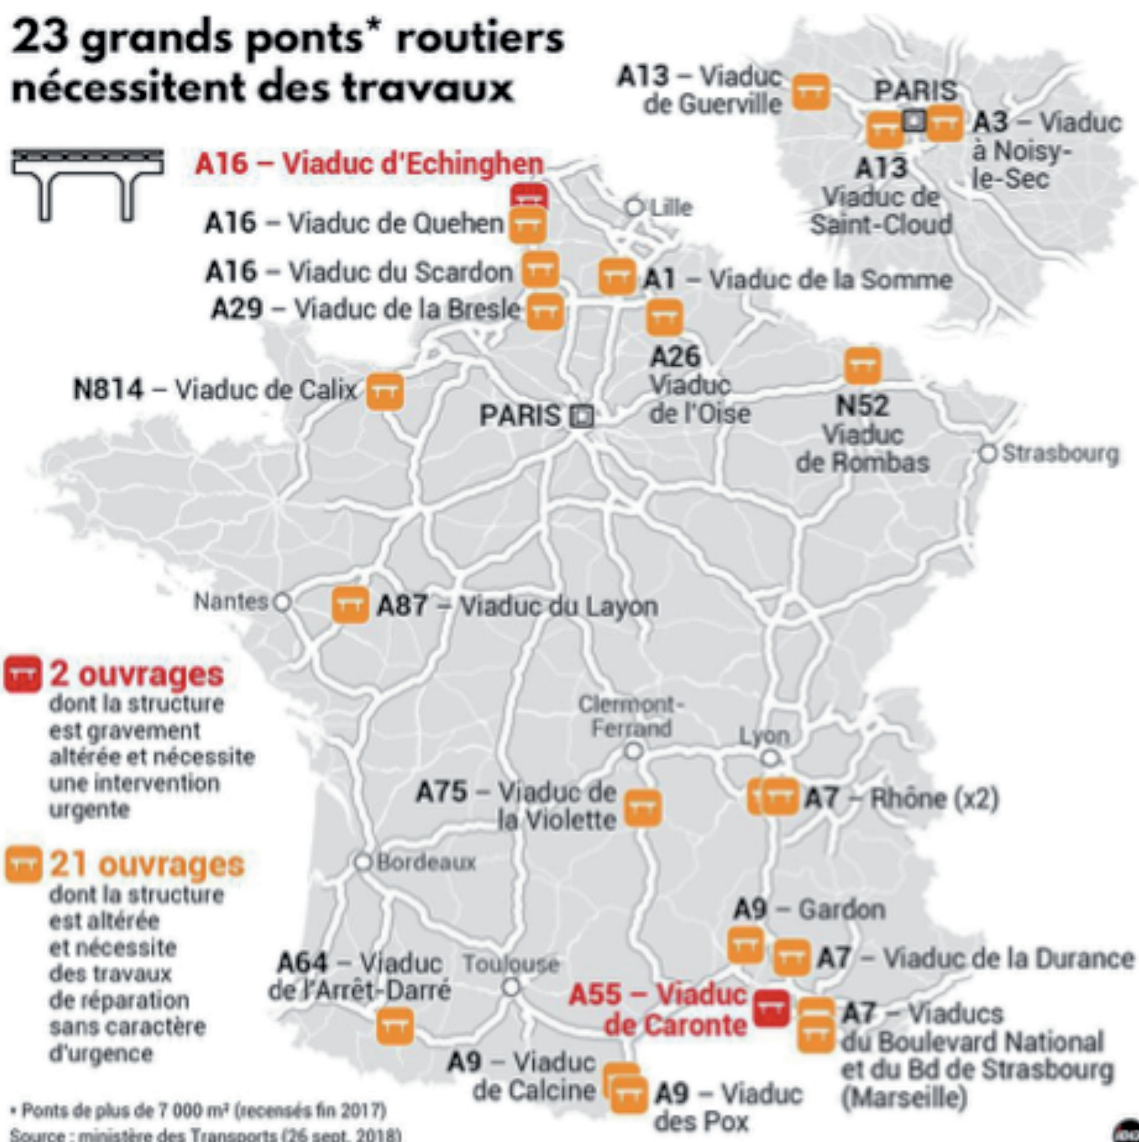 23 grands ponts* routiers
nécessitent des travaux
A13 – Viaduc
de Guerville
PARIS
A3 – Viaduc
à Noisy-
le-Sec
A13
Viaduc de
Saint-Cloud
A16 – Viaduc d'Echinghen
Lille
A16 – Viaduc de Quehen
A16 – Viaduc du Scardon
A1 – Viaduc de la Somme
A29 – Viaduc de la Bresle
A26
Viaduc
de l'Oise
N814 – Viaduc de Calix
PARIS
N52
Viaduc
de Rombas
Strasbourg
Nantes
A87 – Viaduc du Layon
2 ouvrages
dont la structure
est gravement
altérée et nécessite
une intervention
urgente
Clermont-
Ferrand
Lyon
A75 – Viaduc de
la Violette
A7 – Rhône (x2)
21 ouvrages
dont la structure
est altérée
et nécessite
des travaux
de réparation
sans caractère
d'urgence
Bordeaux
A9 – Gardon
A64 – Viaduc
de l'Arrêt-Darré
Toulouse
A7 – Viaduc de la Durance
A55 – Viaduc
de Caronte
A7 – Viaducs
du Boulevard National
et du Bd de Strasbourg
(Marseille)
A9 – Viaduc
de Calcine
A9 – Viaduc
des Pox
* Ponts de plus de 7 000 m² (recensés fin 2017)
Source : ministère des Transports (26 sept. 2018)